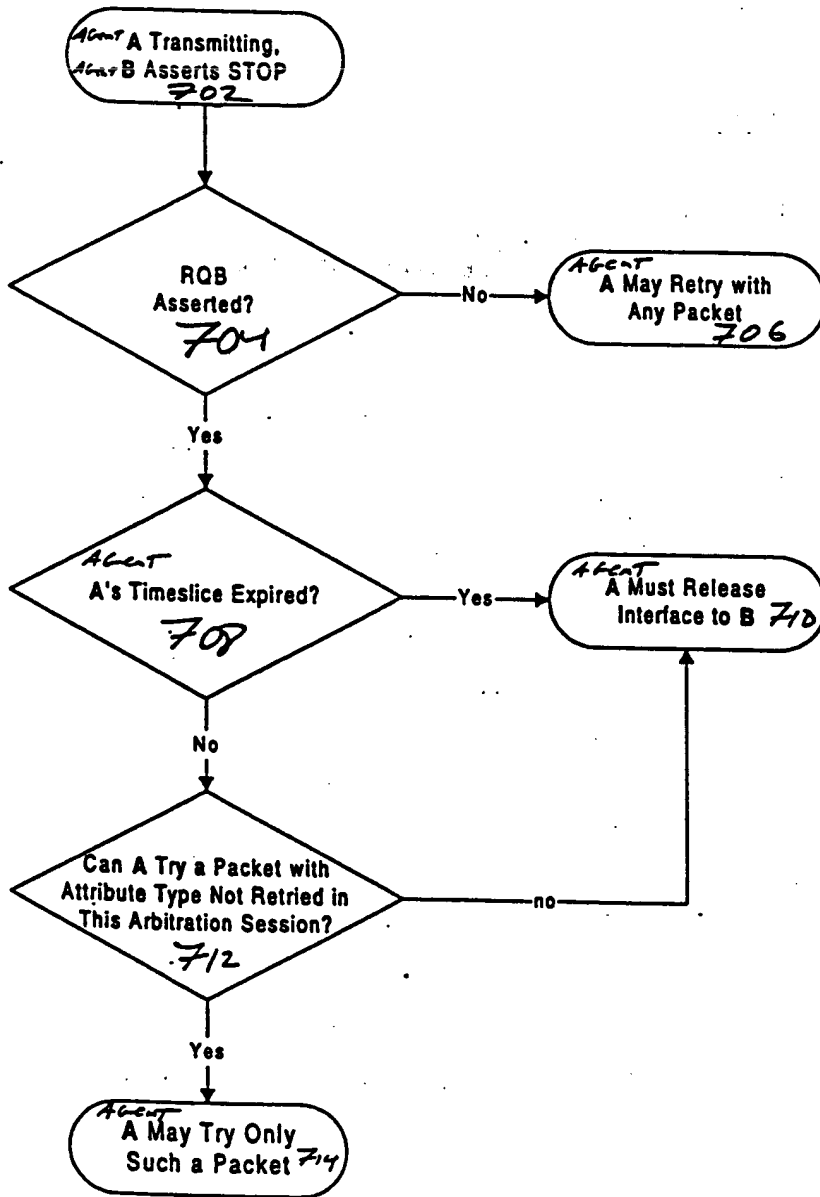 Agent A Transmitting,
Agent B Asserts STOP
702
RQB
Asserted?
704
No
Agent
A May Retry with
Any Packet
706
Yes
Agent
A's Timeslice Expired?
708
Yes
Agent
A Must Release
Interface to B 710
No
Can A Try a Packet with
Attribute Type Not Retried in
This Arbitration Session?
712
no
Yes
Agent
A May Try Only
Such a Packet 714